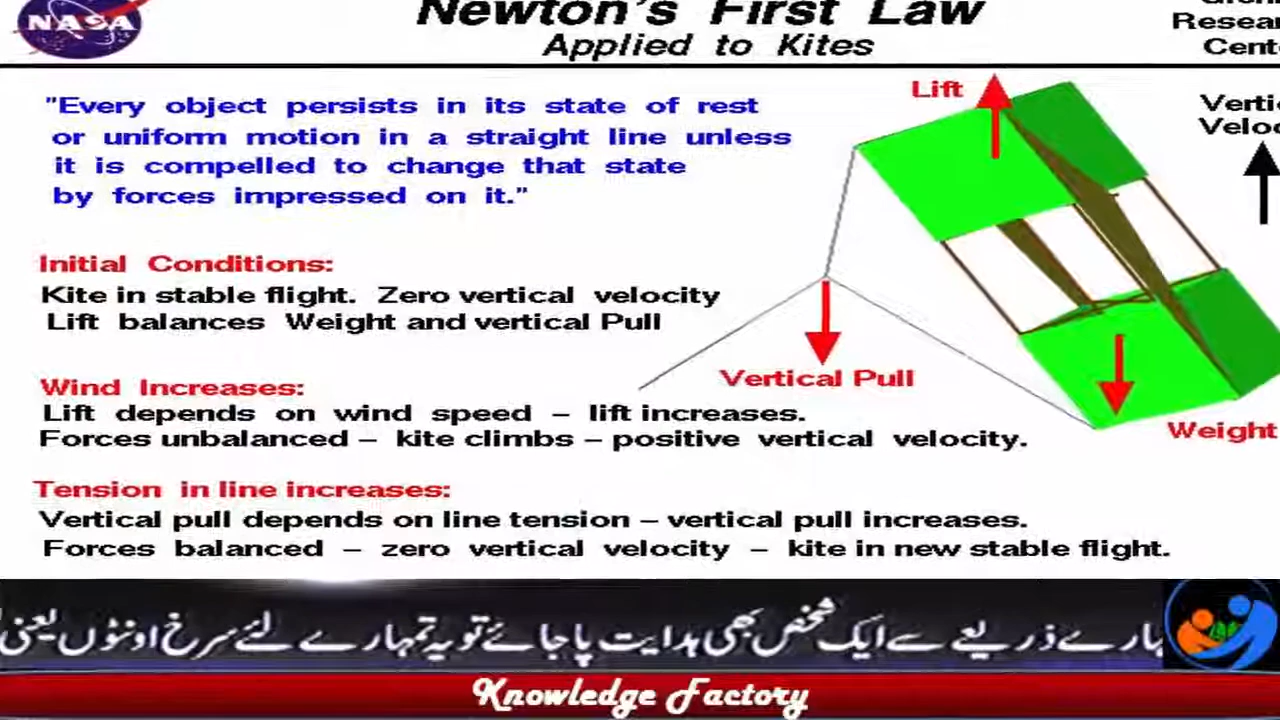 NASA
Newton's First Law
Applied to Kites
Resear
Cent
"Every object persists in its state of rest
or uniform motion in a straight line unless
it is compelled to change that state
by forces impressed on it."
Lift
Verti
Veloc
Initial Conditions:
Kite in stable flight. Zero vertical velocity
Lift balances Weight and vertical Pull
Vertical Pull
Weight
Wind Increases:
Lift depends on wind speed – lift increases.
Forces unbalanced – kite climbs – positive vertical velocity.
Tension in line increases:
Vertical pull depends on line tension – vertical pull increases.
Forces balanced – zero vertical velocity – kite in new stable flight.
ہارے ذریعے سے ایک شخص بھی ہدایت پا جائے تو یہ تمہارے لئے سرخ اونٹوں یعنی
Knowledge Factory